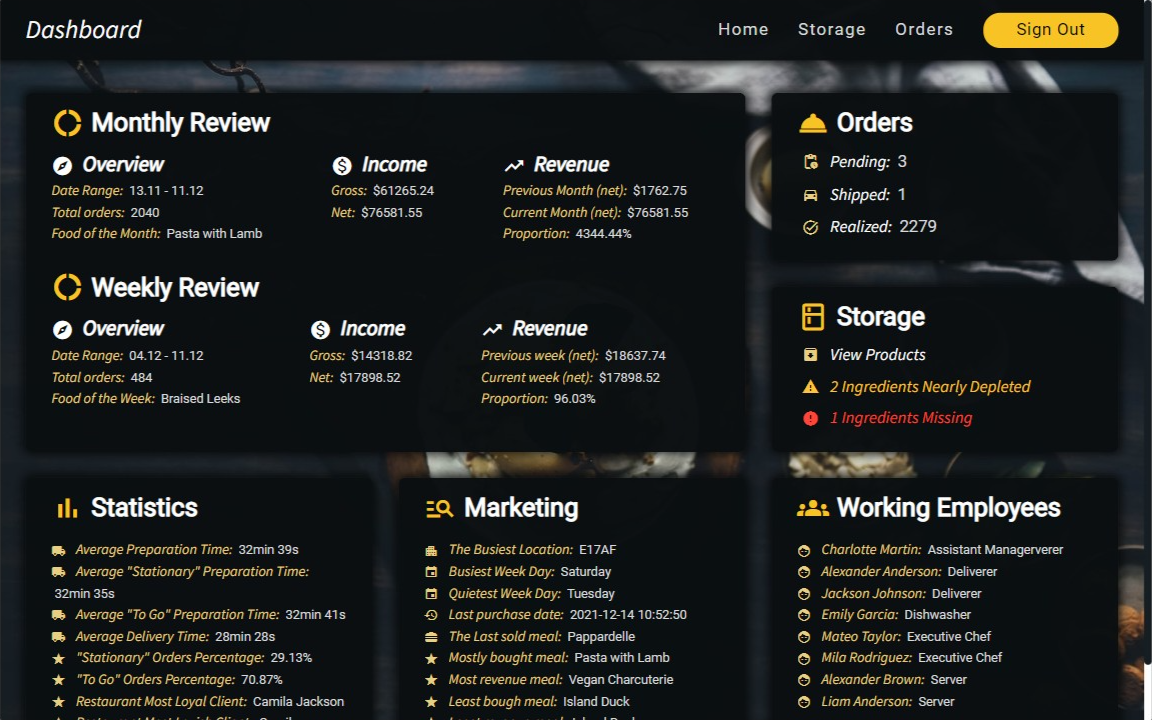 Dashboard
Home Storage Orders Sign Out
Monthly Review
Overview Income Revenue
Date Range: 13.11 - 11.12 Gross: $61265.24 Previous Month (net): $1762.75
Total orders: 2040 Net: $76581.55 Current Month (net): $76581.55
Food of the Month: Pasta with Lamb Proportion: 4344.44%
Weekly Review
Overview Income Revenue
Date Range: 04.12 - 11.12 Gross: $14318.82 Previous week (net): $18637.74
Total orders: 484 Net: $17898.52 Current week (net): $17898.52
Food of the Week: Braised Leeks Proportion: 96.03%
Orders
Pending: 3
Shipped: 1
Realized: 2279
Storage
View Products
2 Ingredients Nearly Depleted
1 Ingredients Missing
Statistics
Average Preparation Time: 32min 39s
Average "Stationary" Preparation Time:
32min 35s
Average "To Go" Preparation Time: 32min 41s
Average Delivery Time: 28min 28s
"Stationary" Orders Percentage: 29.13%
"To Go" Orders Percentage: 70.87%
Restaurant Most Loyal Client: Camila Jackson
Marketing
The Busiest Location: E17AF
Busiest Week Day: Saturday
Quietest Week Day: Tuesday
Last purchase date: 2021-12-14 10:52:50
The Last sold meal: Pappardelle
Mostly bought meal: Pasta with Lamb
Most revenue meal: Vegan Charcuterie
Least bough meal: Island Duck
Working Employees
Charlotte Martin: Assistant Managerverer
Alexander Anderson: Deliverer
Jackson Johnson: Deliverer
Emily Garcia: Dishwasher
Mateo Taylor: Executive Chef
Mila Rodriguez: Executive Chef
Alexander Brown: Server
Liam Anderson: Server